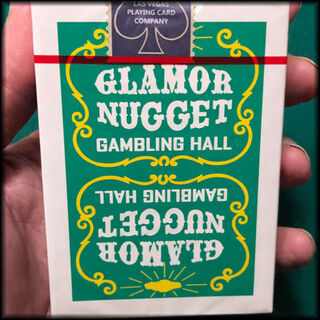 LAS VEGAS
PLAYING CARD
COMPANY
GLAMOR
NUGGET
GAMBLING HALL
GAMBLING HALL
NUGGET
GLAMOR